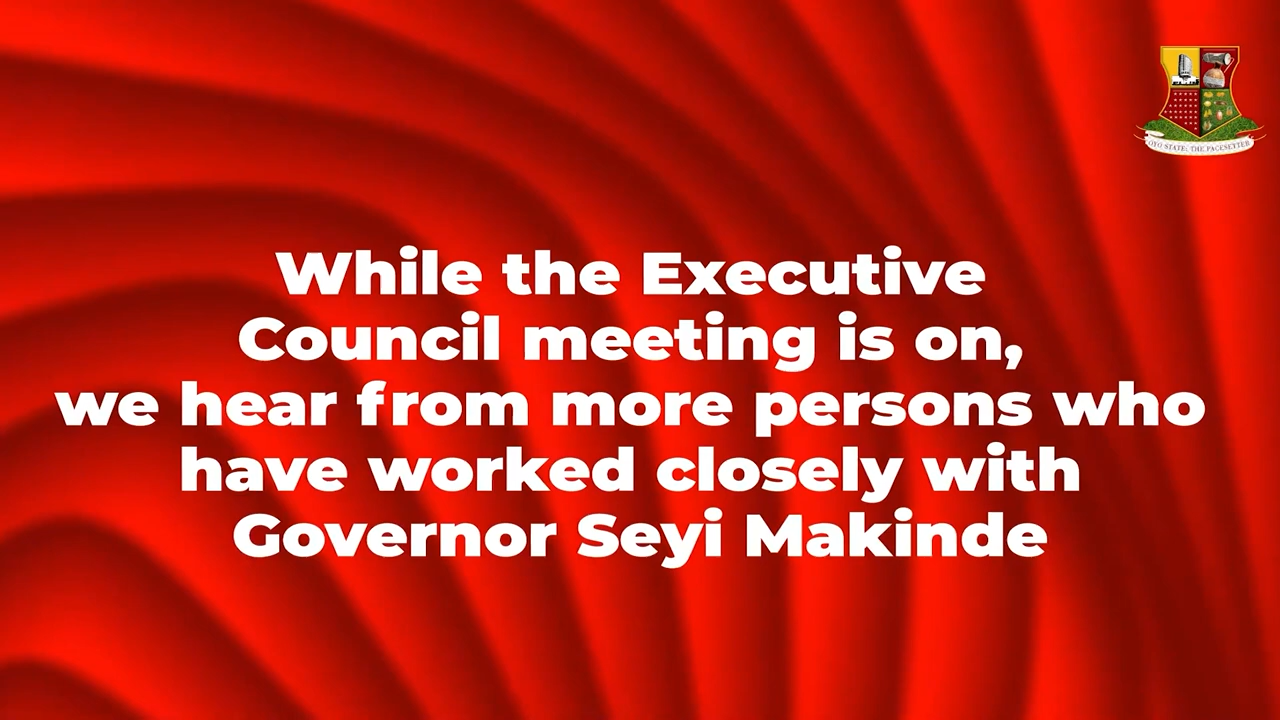 OYO STATE: THE PACESETTER
While the Executive
Council meeting is on,
we hear from more persons who
have worked closely with
Governor Seyi Makinde